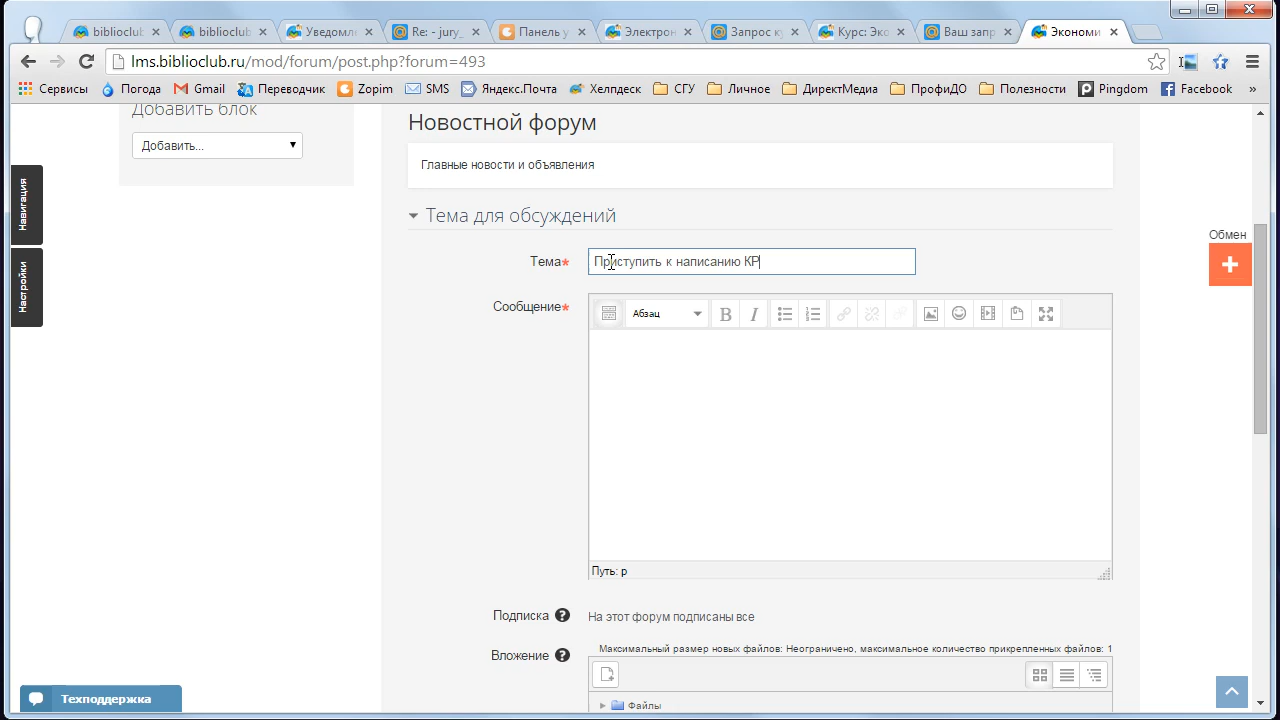 biblioclub
biblioclub
Уведомл
Re: - jury_
Панель у
Электрон
Запрос к
Курс: Эко
Ваш запр
Экономи
lms.biblioclub.ru/mod/forum/post.php?forum=493
Сервисы
Погода
Gmail
Переводчик
Zopim
SMS
Яндекс.Почта
Хелпдеск
СГУ
Личное
ДиректМедиа
ПрофиДО
Полезности
Pingdom
Facebook
»
Добавить блок
Добавить...
Навигация
Настройки
Новостной форум
Главные новости и объявления
Тема для обсуждений
Обмен
Тема*
Приступить к написанию КР
Сообщение*
Абзац
B I
Путь: p
Подписка ?
На этот форум подписаны все
Вложение ?
Максимальный размер новых файлов: Неограничено, максимальное количество прикрепленных файлов: 1
Файлы
Техподдержка